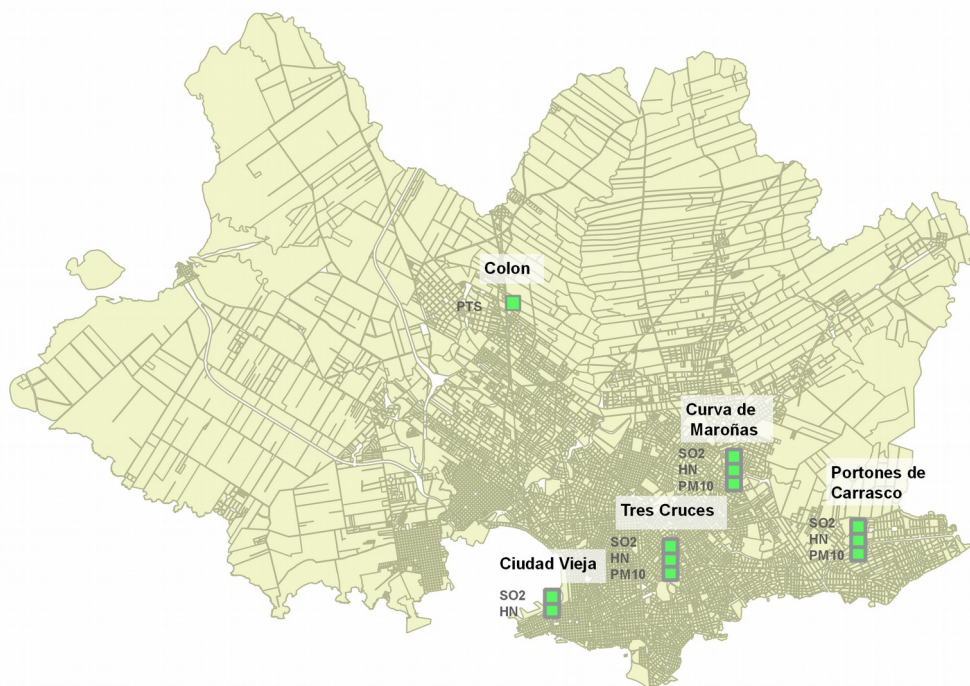 Colon
PTS
Curva de
Maroñas
SO2
HN
PM10
Portones de
Carrasco
SO2
HN
PM10
Tres Cruces
SO2
HN
PM10
Ciudad Vieja
SO2
HN